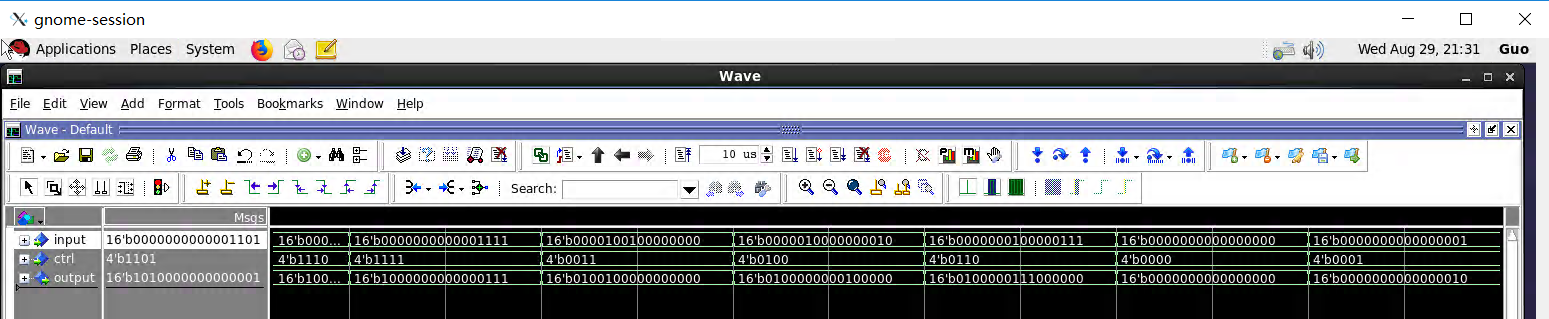 gnome-session
Applications Places System Wed Aug 29, 21:31 Guo
Wave
File Edit View Add Format Tools Bookmarks Window Help
Wave - Default
10 us
Search:
Msgs
input 16'b0000000000001101 16'b000... 16'b0000000000001111 16'b0000100100000000 16'b0000010000000010 16'b0000000100000111 16'b0000000000000000 16'b0000000000000001
ctrl 4'b1101 4'b1110 4'b1111 4'b0011 4'b0100 4'b0110 4'b0000 4'b0001
output 16'b1010000000000001 16'b100... 16'b1000000000000111 16'b0100100000000000 16'b0100000000100000 16'b0100000111000000 16'b0000000000000000 16'b0000000000000010